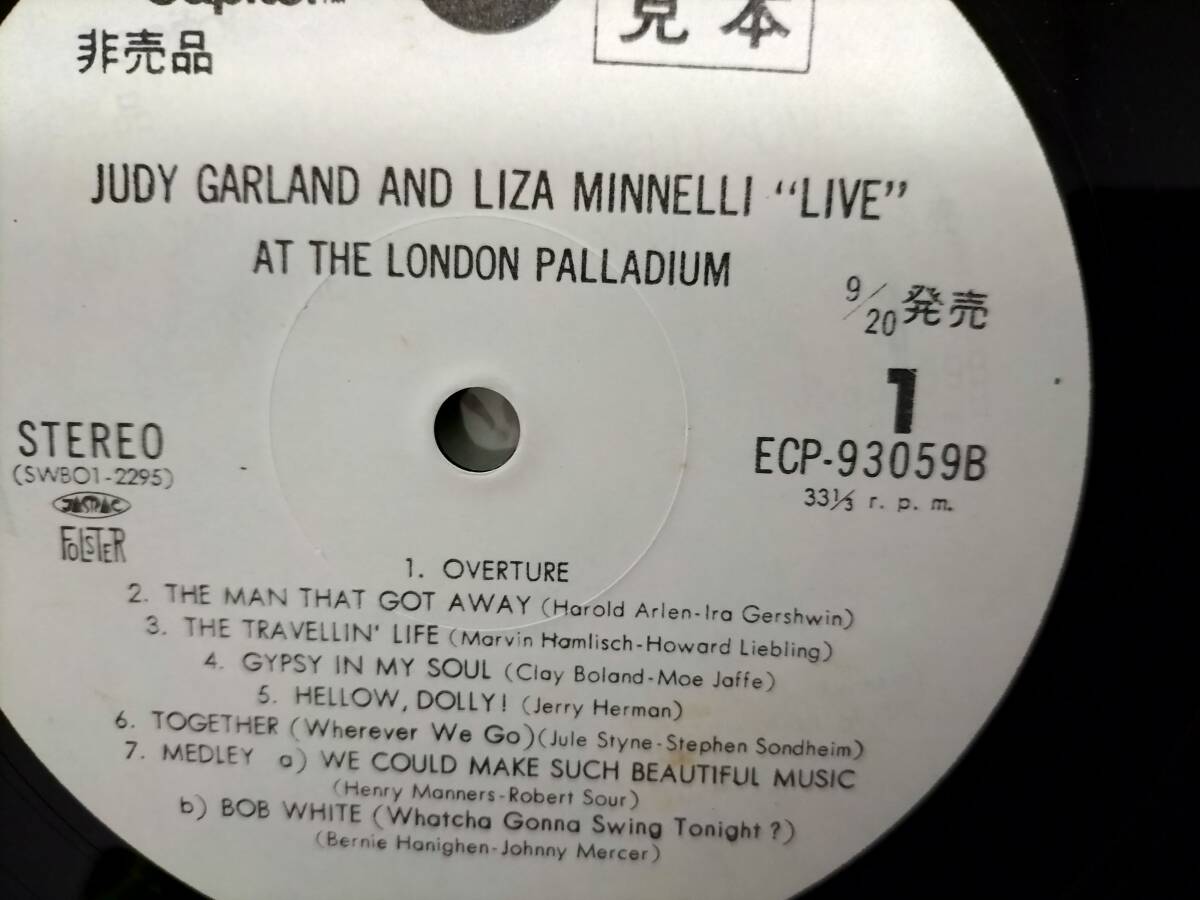 Capitol™
非売品
見本
JUDY GARLAND AND LIZA MINNELLI "LIVE"
AT THE LONDON PALLADIUM
9/20 発売
1
STEREO
(SWBO1-2295)
JASRAC
FOLSTER
ECP-93059B
33⅓ r. p. m.
1. OVERTURE
2. THE MAN THAT GOT AWAY (Harold Arlen-Ira Gershwin)
3. THE TRAVELLIN' LIFE (Marvin Hamlisch-Howard Liebling)
4. GYPSY IN MY SOUL (Clay Boland-Moe Jaffe)
5. HELLOW, DOLLY! (Jerry Herman)
6. TOGETHER (Wherever We Go)(Jule Styne-Stephen Sondheim)
7. MEDLEY a) WE COULD MAKE SUCH BEAUTIFUL MUSIC
(Henry Manners-Robert Sour)
b) BOB WHITE (Whatcha Gonna Swing Tonight?)
(Bernie Hanighen-Johnny Mercer)